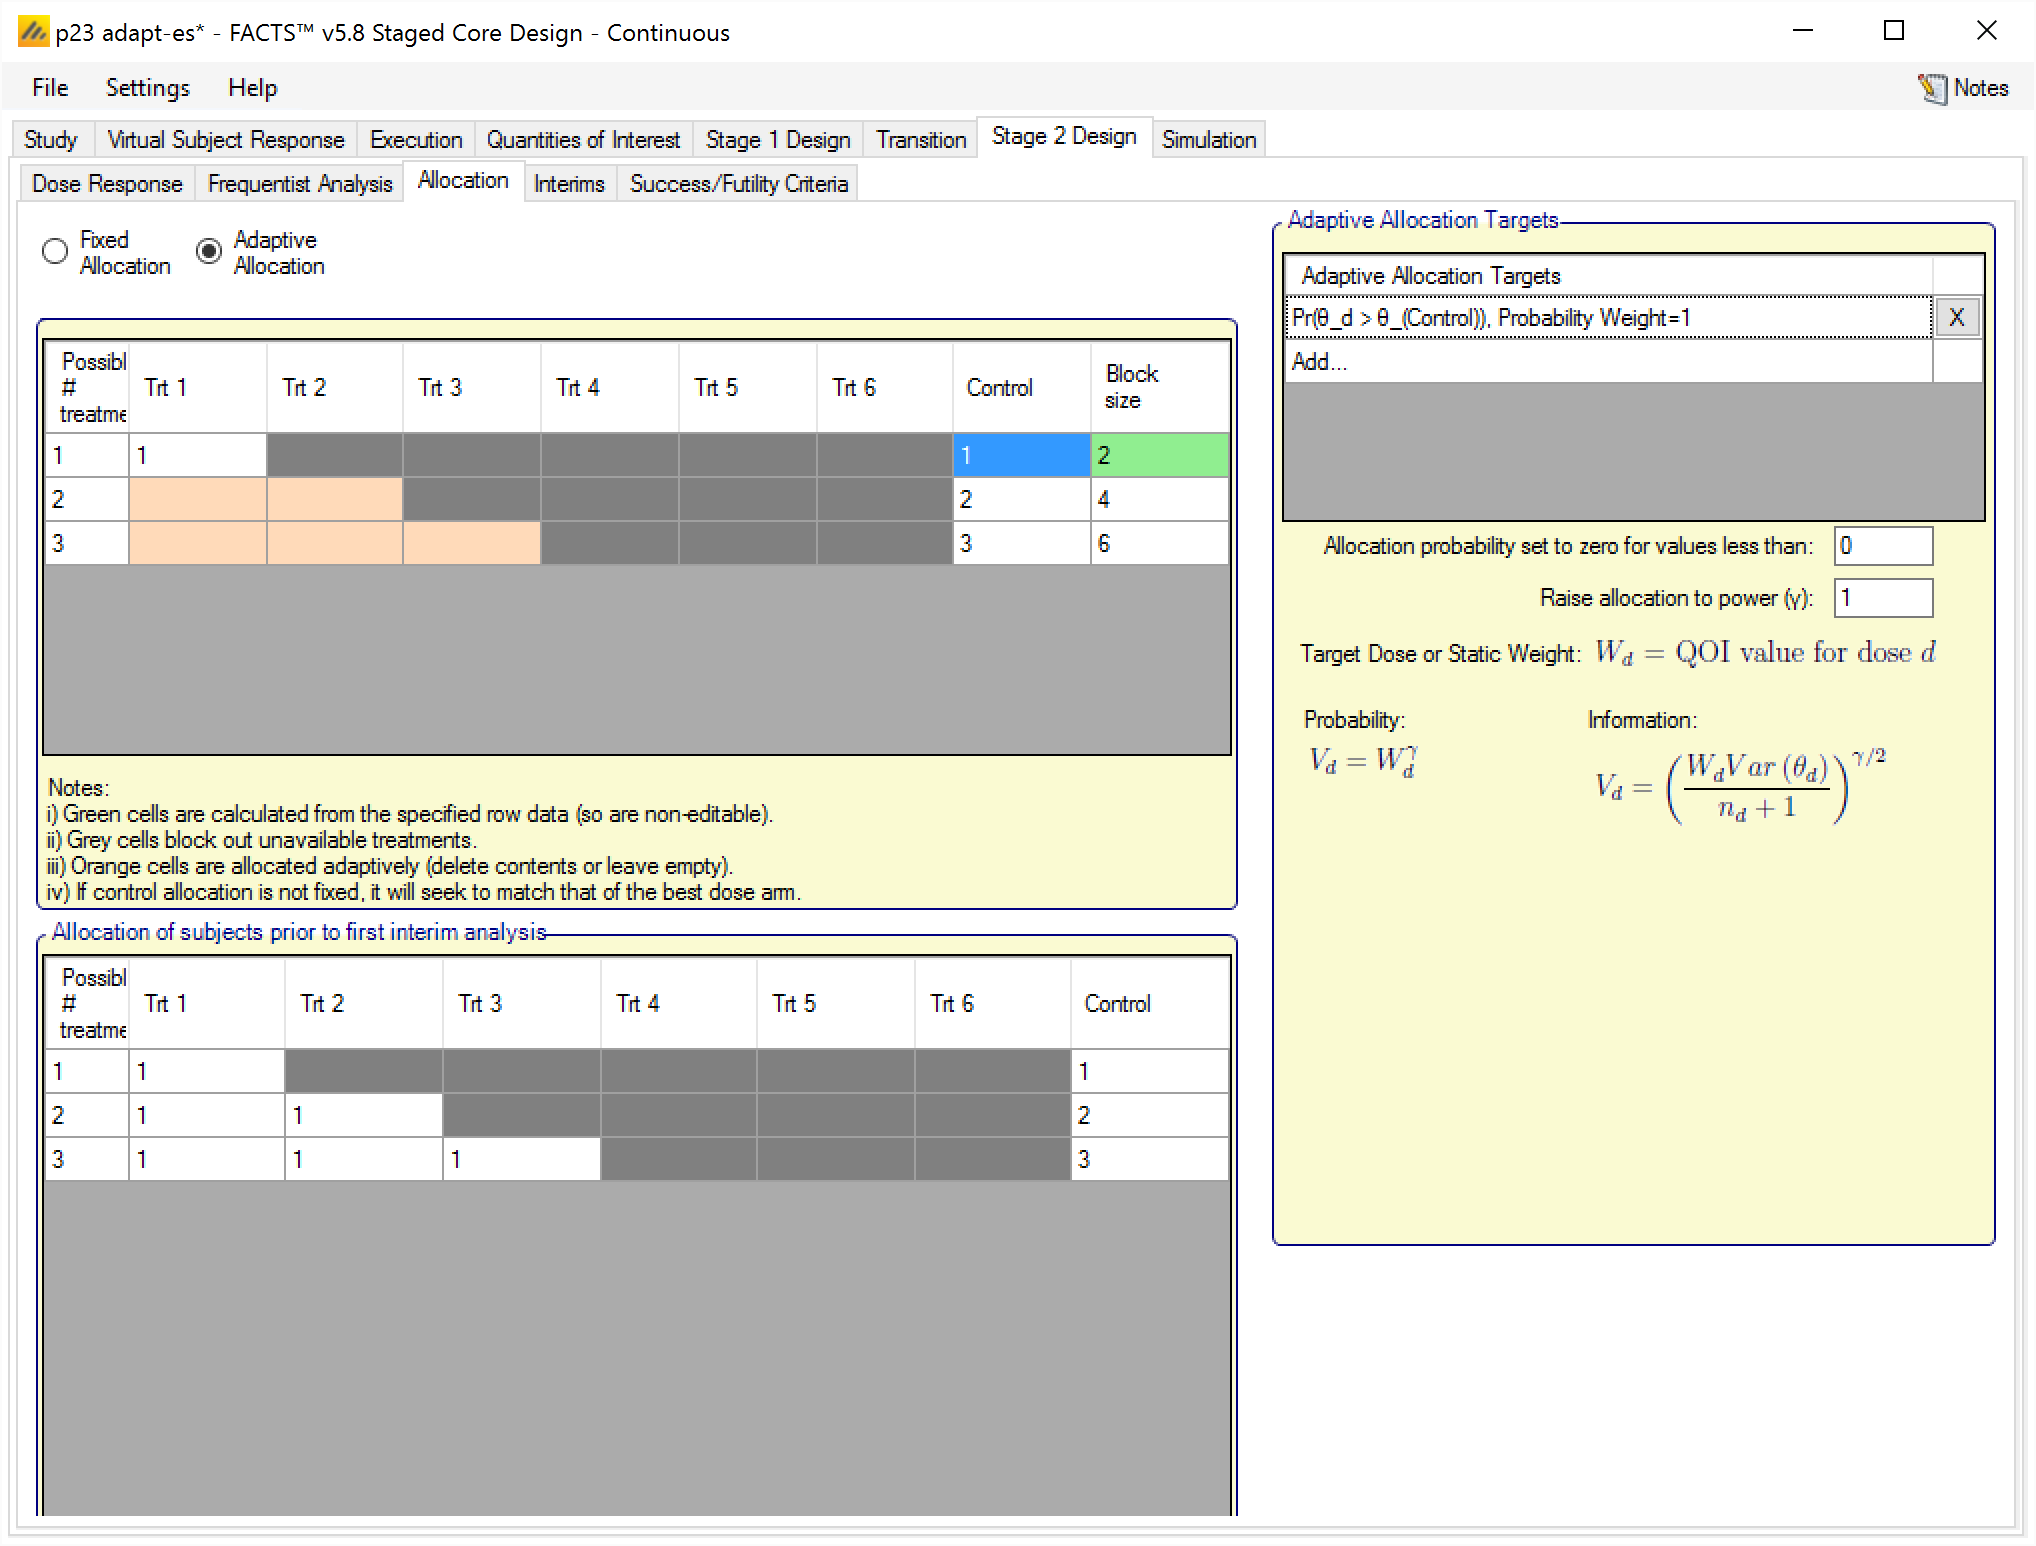 p23 adapt-es* - FACTS™ v5.8 Staged Core Design - Continuous
File Settings Help Notes
Study Virtual Subject Response Execution Quantities of Interest Stage 1 Design Transition Stage 2 Design Simulation
Dose Response Frequentist Analysis Allocation Interims Success/Futility Criteria
Fixed Allocation Adaptive Allocation
Possibl # treatme Trt 1 Trt 2 Trt 3 Trt 4 Trt 5 Trt 6 Control Block size
1 1 1 2
2 2 4
3 3 6
Notes:
i) Green cells are calculated from the specified row data (so are non-editable).
ii) Grey cells block out unavailable treatments.
iii) Orange cells are allocated adaptively (delete contents or leave empty).
iv) If control allocation is not fixed, it will seek to match that of the best dose arm.
Allocation of subjects prior to first interim analysis
Possibl # treatme Trt 1 Trt 2 Trt 3 Trt 4 Trt 5 Trt 6 Control
1 1 1
2 1 1 2
3 1 1 1 3
Adaptive Allocation Targets
Adaptive Allocation Targets
Pr(θ_d > θ_(Control)), Probability Weight=1 X
Add...
Allocation probability set to zero for values less than: 0
Raise allocation to power (γ): 1
Target Dose or Static Weight: W_d = QOI value for dose d
Probability: Information:
V_d = W_d^γ V_d = (W_d Var (θ_d) / n_d + 1)^γ/2